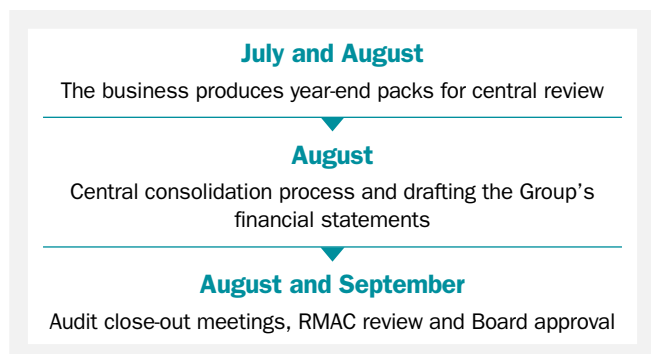 July and August
The business produces year-end packs for central review
August
Central consolidation process and drafting the Group’s
financial statements
August and September
Audit close-out meetings, RMAC review and Board approval